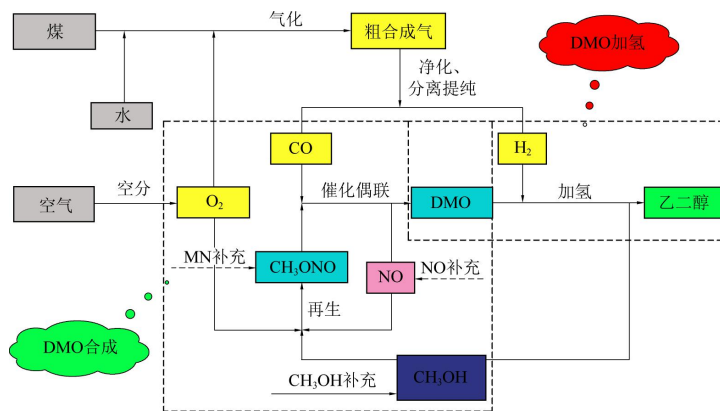 煤
气化
粗合成气
DMO加氢
净化、
分离提纯
水
CO
H₂
空气
空分
O₂
催化偶联
DMO
加氢
乙二醇
MN补充
CH₃ONO
NO
NO补充
再生
DMO合成
CH₃OH补充
CH₃OH